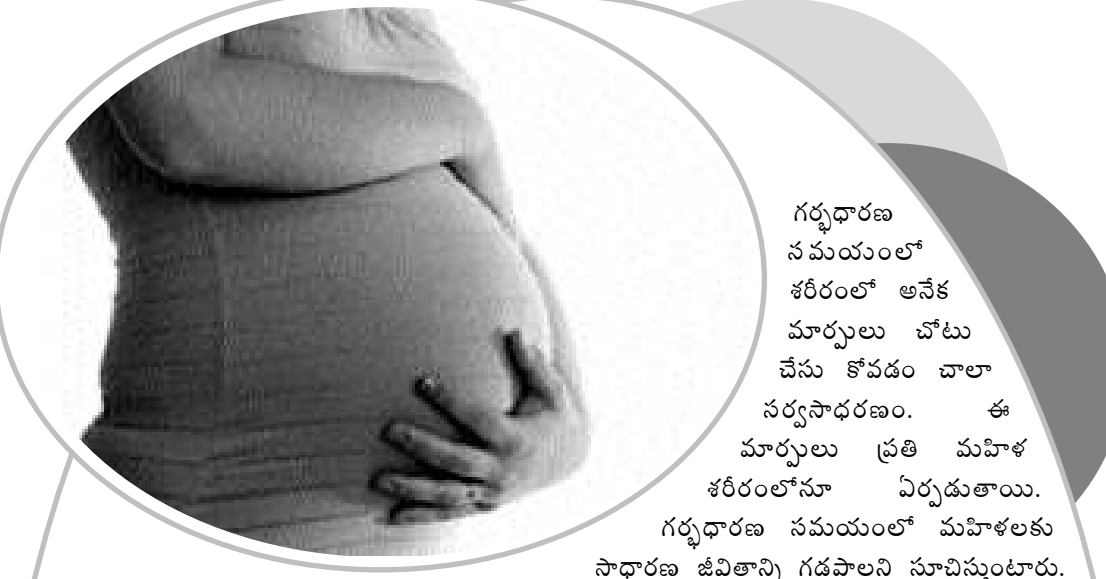 గర్భధారణ
సమయంలో
శరీరంలో అనేక
మార్పులు చోటు
చేసు కోవడం చాలా
సర్వసాధరణం. ఈ
మార్పులు ప్రతి మహిళ
శరీరంలోనూ ఏర్పడుతాయి.
గర్భధారణ సమయంలో మహిళలకు
సాధారణ జీవితాన్ని గడపాలని సూచిస్తుంటారు.